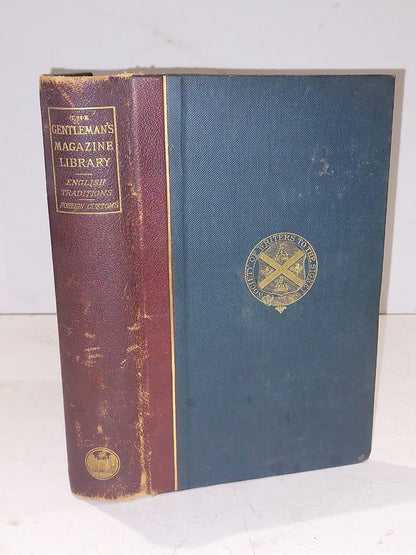 THE
GENTLEMAN'S
MAGAZINE
LIBRARY
ENGLISH
TRADITIONS
FOREIGN CUSTOMS
SOCIETY OF WRITERS TO THE SIGNET